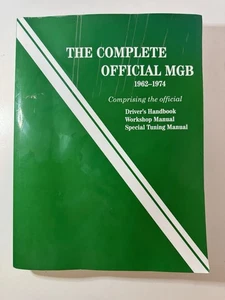 THE COMPLETE
OFFICIAL MGB
1962–1974
Comprising the official
Driver's Handbook
Workshop Manual
Special Tuning Manual